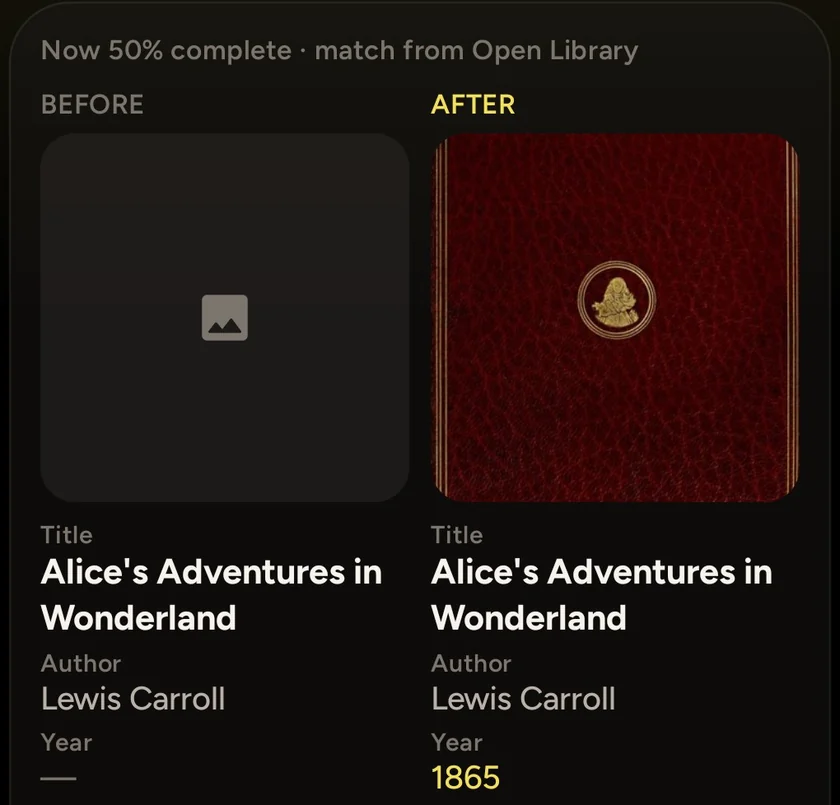 Now 50% complete · match from Open Library
BEFORE
AFTER
Title
Alice's Adventures in
Wonderland
Author
Lewis Carroll
Year
—
Title
Alice's Adventures in
Wonderland
Author
Lewis Carroll
Year
1865